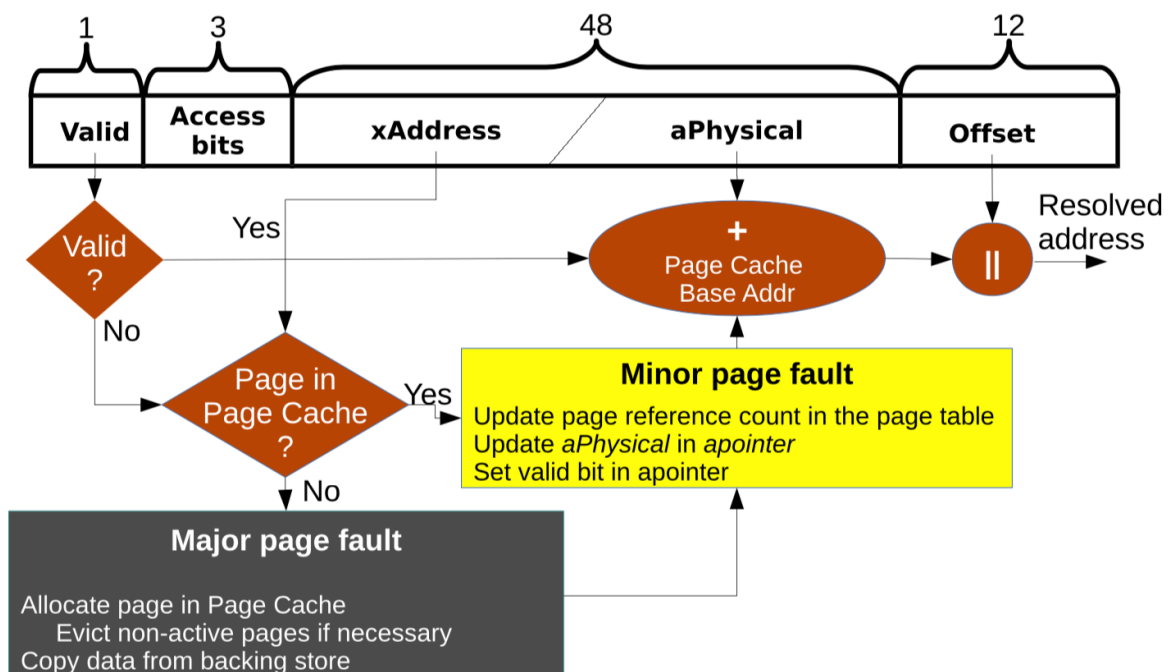 1
3
48
12
Valid
Access
bits
xAddress
aPhysical
Offset
Valid
?
Yes
No
+
Page Cache
Base Addr
||
Resolved
address
Page in
Page Cache
?
Yes
No
Minor page fault
Update page reference count in the page table
Update aPhysical in apointer
Set valid bit in apointer
Major page fault
Allocate page in Page Cache
Evict non-active pages if necessary
Copy data from backing store